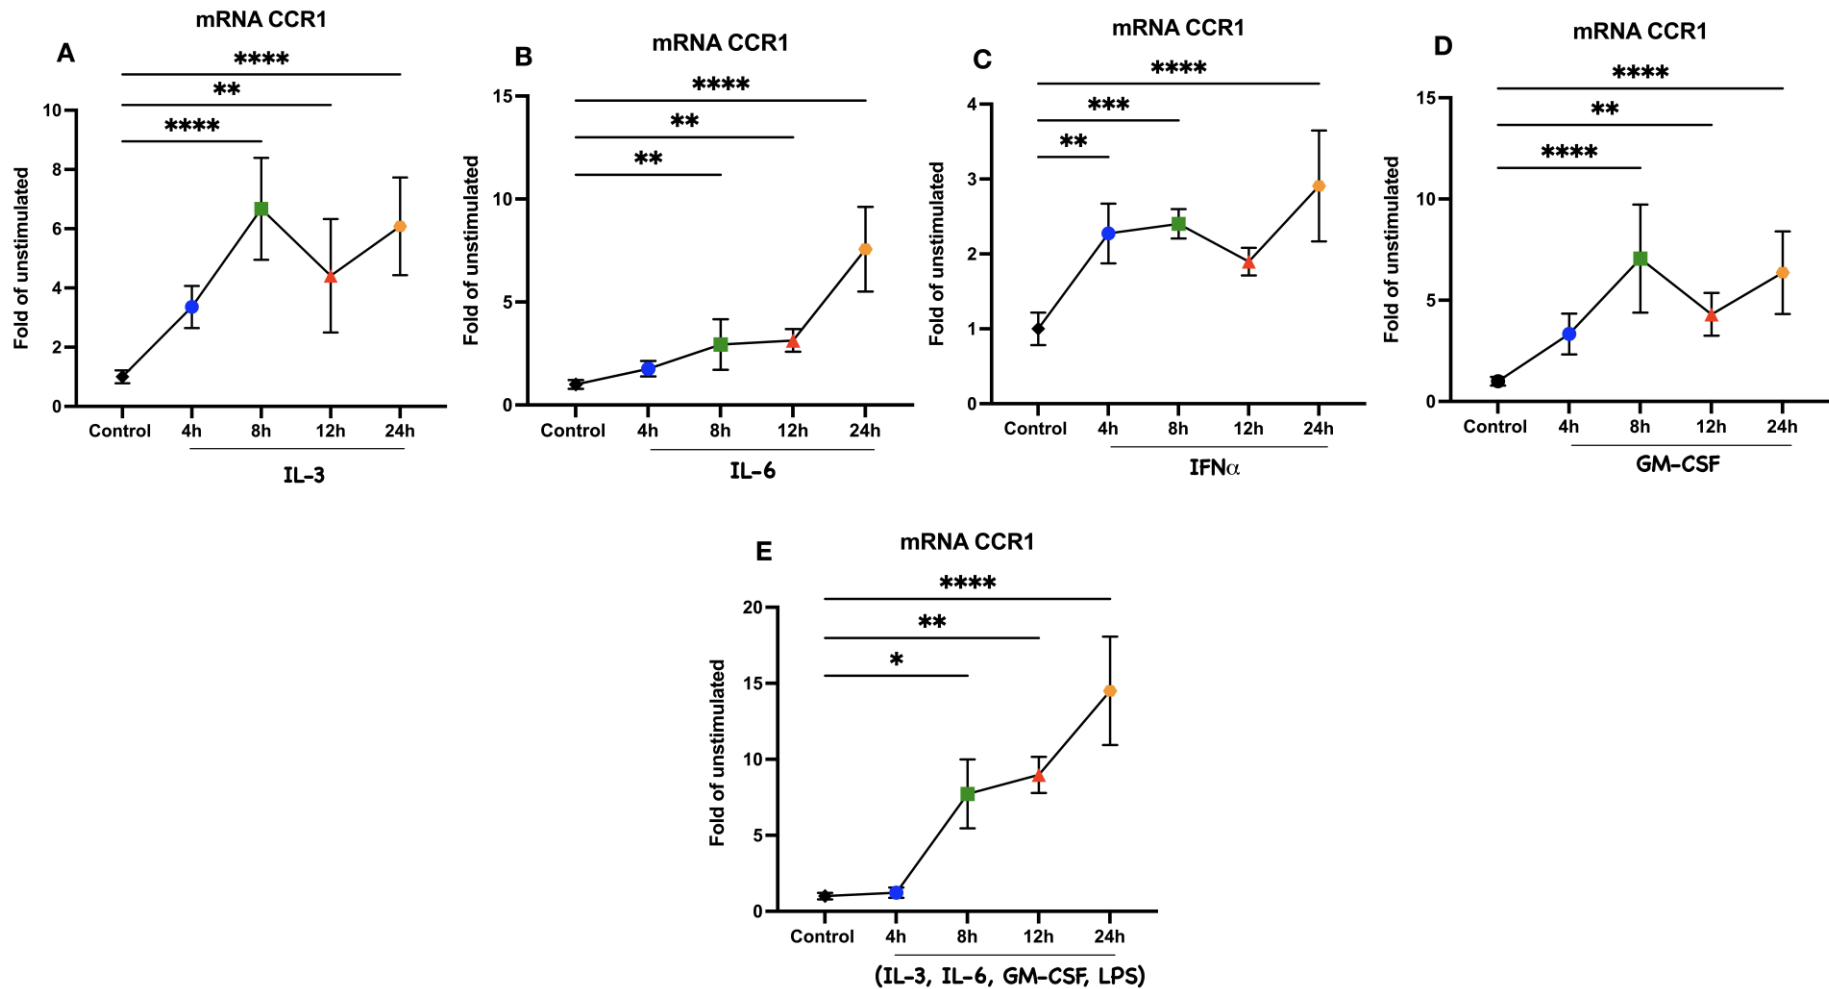 A
mRNA CCR1
****
**
****
Fold of unstimulated
10
8
6
4
2
0
Control 4h 8h 12h 24h
IL-3
B
mRNA CCR1
****
**
**
Fold of unstimulated
15
10
5
0
Control 4h 8h 12h 24h
IL-6
C
mRNA CCR1
****
***
**
Fold of unstimulated
4
3
2
1
0
Control 4h 8h 12h 24h
IFNα
D
mRNA CCR1
****
**
****
Fold of unstimulated
15
10
5
0
Control 4h 8h 12h 24h
GM-CSF
E
mRNA CCR1
****
**
*
Fold of unstimulated
20
15
10
5
0
Control 4h 8h 12h 24h
(IL-3, IL-6, GM-CSF, LPS)